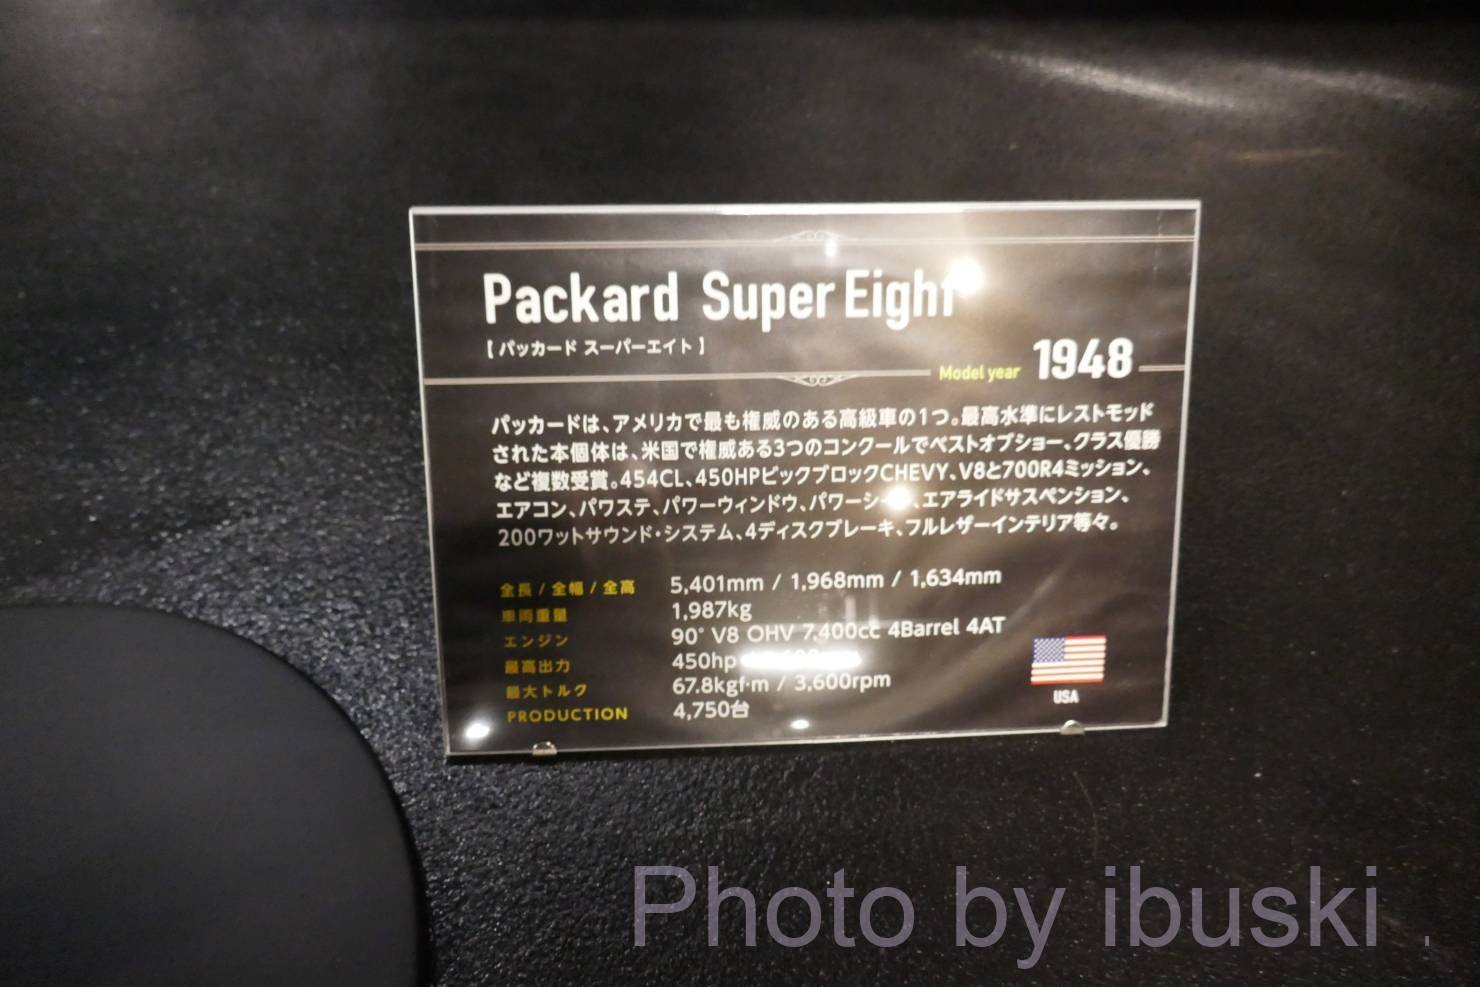 Packard Super Eight
【 パッカード スーパーエイト 】
Model year 1948
パッカードは、アメリカで最も権威のある高級車の1つ。最高水準にレストモッド
された本個体は、米国で権威ある3つのコンクールでベストオブショー、クラス優勝
など複数受賞。454CL、450HPビックブロックCHEVY、V8と700R4ミッション、
エアコン、パワステ、パワーウィンドウ、エアライドサスペンション、
200ワットサウンド・システム、4ディスクブレーキ、フルレザーインテリア等々。
全長 / 全幅 / 全高 5,401mm / 1,968mm / 1,634mm
車両重量 1,987kg
エンジン 90° V8 OHV 7,400cc 4Barrel 4AT
最高出力 450hp
最大トルク 67.8kgf·m / 3,600rpm
PRODUCTION 4,750台
USA
Photo by ibuski .